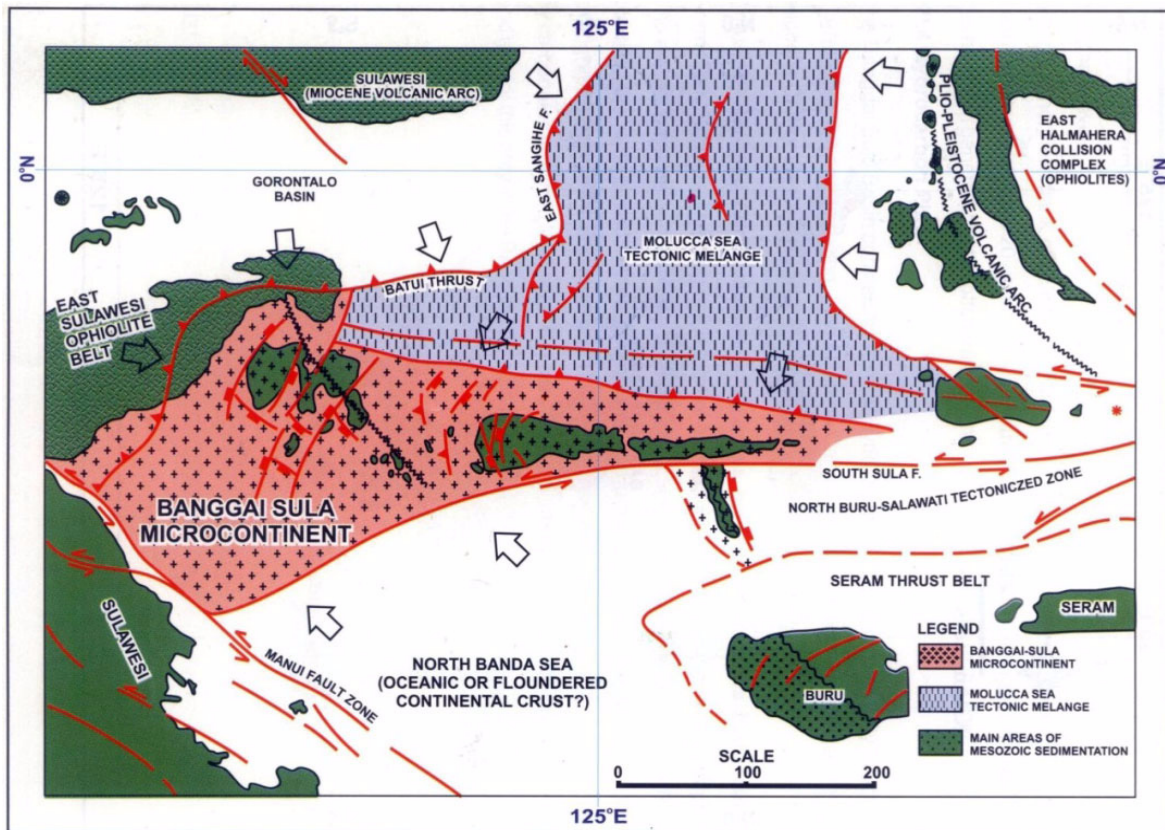 125°E
SULAWESI
(MIOCENE VOLCANIC ARC)
EAST SANGIHE F.
PLIO-PLEISTOCENE VOLCANIC ARC
EAST
HALMAHERA
COLLISION
COMPLEX
(OPHIOLITES)
0°N
0°N
GORONTALO
BASIN
MOLUCCA SEA
TECTONIC MELANGE
BATUI THRUST
EAST
SULAWESI
OPHIOLITE
BELT
SOUTH SULA F.
NORTH BURU-SALAWATI TECTONICZED ZONE
BANGGAI SULA
MICROCONTINENT
SERAM THRUST BELT
SERAM
SULAWESI
MANUI FAULT ZONE
NORTH BANDA SEA
(OCEANIC OR FLOUNDERED
CONTINENTAL CRUST?)
BURU
LEGEND
BANGGAI-SULA
MICROCONTINENT
MOLUCCA SEA
TECTONIC MELANGE
MAIN AREAS OF
MESOZOIC SEDIMENTATION
SCALE
0 100 200
125°E